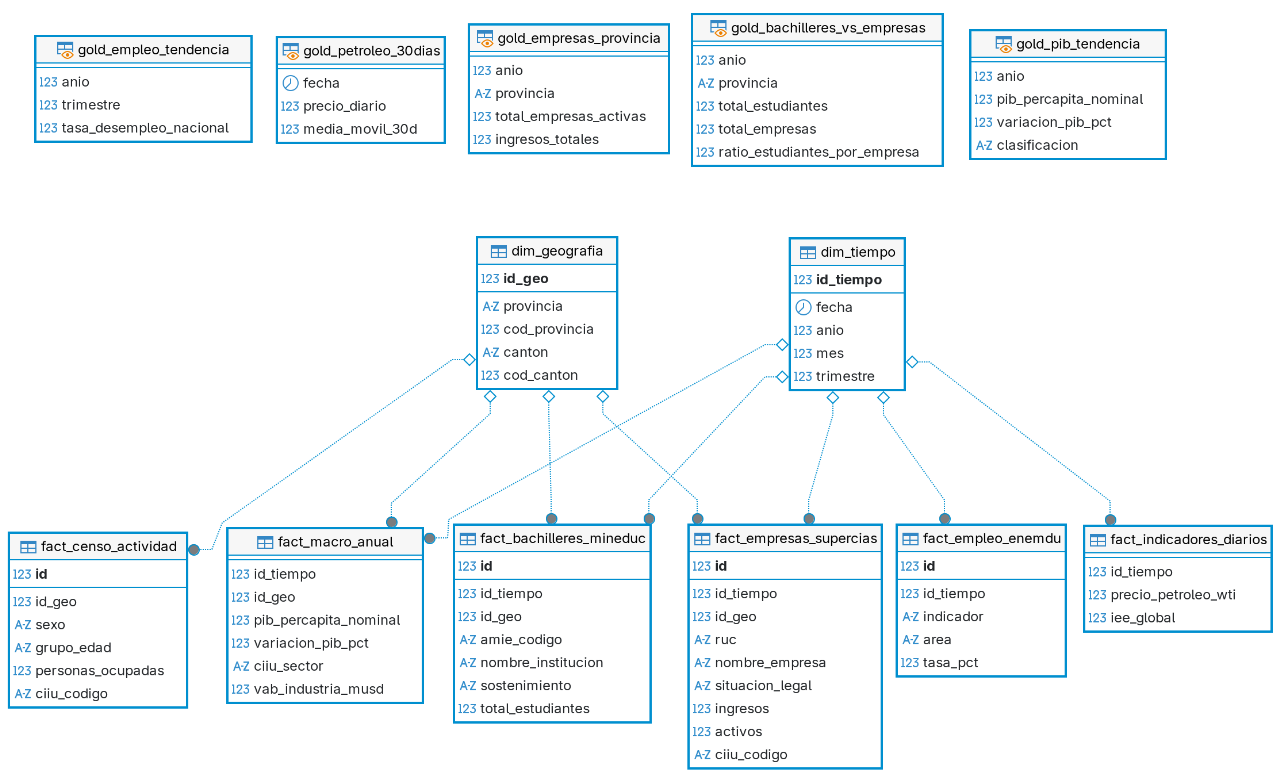 gold_empleo_tendencia
123 anio
123 trimestre
123 tasa_desempleo_nacional
gold_petroleo_30dias
fecha
123 precio_diario
123 media_movil_30d
gold_empresas_provincia
123 anio
A-Z provincia
123 total_empresas_activas
123 ingresos_totales
gold_bachilleres_vs_empresas
123 anio
A-Z provincia
123 total_estudiantes
123 total_empresas
123 ratio_estudiantes_por_empresa
gold_pib_tendencia
123 anio
123 pib_percapita_nominal
123 variacion_pib_pct
A-Z clasificacion
dim_geografia
123 id_geo
A-Z provincia
123 cod_provincia
A-Z canton
123 cod_canton
dim_tiempo
123 id_tiempo
fecha
123 anio
123 mes
123 trimestre
fact_censo_actividad
123 id
123 id_geo
A-Z sexo
A-Z grupo_edad
123 personas_ocupadas
A-Z ciiu_codigo
fact_macro_anual
123 id_tiempo
123 id_geo
123 pib_percapita_nominal
123 variacion_pib_pct
A-Z ciiu_sector
123 vab_industria_musd
fact_bachilleres_mineduc
123 id
123 id_tiempo
123 id_geo
A-Z amie_codigo
A-Z nombre_institucion
A-Z sostenimiento
123 total_estudiantes
fact_empresas_supercias
123 id
123 id_tiempo
123 id_geo
A-Z ruc
A-Z nombre_empresa
A-Z situacion_legal
123 ingresos
123 activos
A-Z ciiu_codigo
fact_empleo_enemdu
123 id
123 id_tiempo
A-Z indicador
A-Z area
123 tasa_pct
fact_indicadores_diarios
123 id_tiempo
123 precio_petroleo_wti
123 iee_global